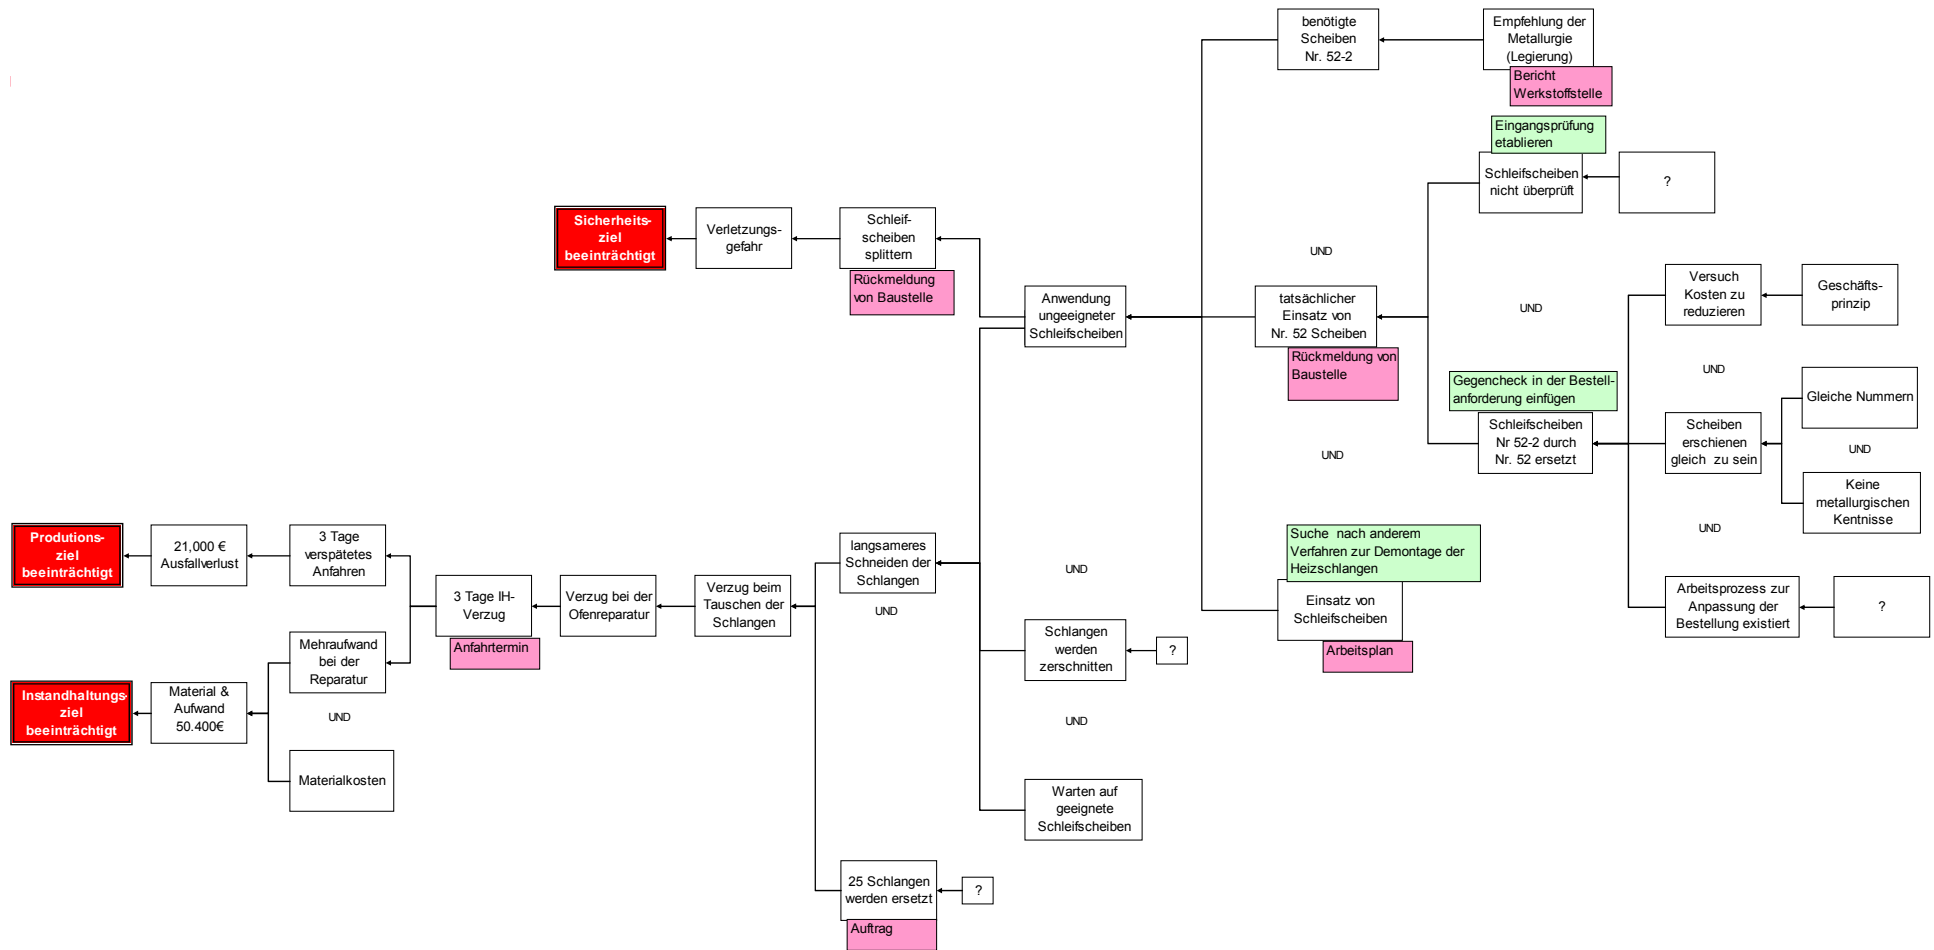 benötigte
Scheiben
Nr. 52-2
Empfehlung der
Metallurgie
(Legierung)
Bericht
Werkstoffstelle
Eingangsprüfung
etablieren
Schleifscheiben
nicht überprüft
?
Sicherheits-
ziel
beeinträchtigt
Verletzungs-
gefahr
Schleif-
scheiben
splittern
Rückmeldung
von Baustelle
UND
Anwendung
ungeeigneter
Schleifscheiben
tatsächlicher
Einsatz von
Nr. 52 Scheiben
Rückmeldung von
Baustelle
UND
Versuch
Kosten zu
reduzieren
Geschäfts-
prinzip
UND
Gegencheck in der Bestell-
anforderung einfügen
Schleifscheiben
Nr 52-2 durch
Nr. 52 ersetzt
Scheiben
erschienen
gleich zu sein
Gleiche Nummern
UND
Keine
metallurgischen
Kentnisse
UND
UND
Arbeitsprozess zur
Anpassung der
Bestellung existiert
?
Suche nach anderem
Verfahren zur Demontage der
Heizschlangen
Einsatz von
Schleifscheiben
Arbeitsplan
Produtions-
ziel
beeinträchtigt
21,000 €
Ausfallverlust
3 Tage
verspätetes
Anfahren
3 Tage IH-
Verzug
Anfahrtermin
Verzug bei der
Ofenreparatur
Verzug beim
Tauschen der
Schlangen
langsameres
Schneiden der
Schlangen
UND
UND
Schlangen
werden
zerschnitten
?
UND
Mehraufwand
bei der
Reparatur
UND
Instandhaltungs-
ziel
beeinträchtigt
Material &
Aufwand
50.400€
Materialkosten
Warten auf
geeignete
Schleifscheiben
25 Schlangen
werden ersetzt
?
Auftrag